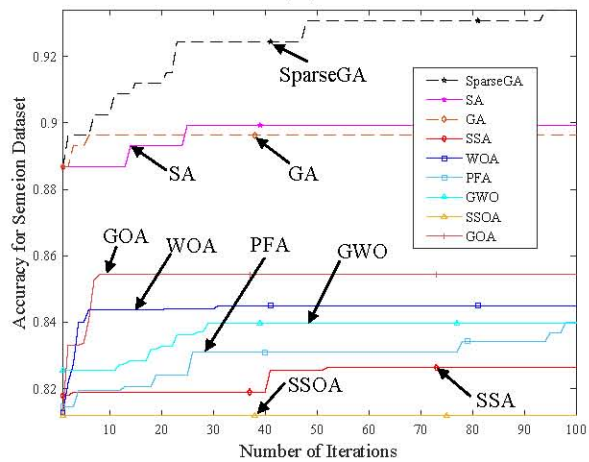 Accuracy for Semeion Dataset
0.92
0.9
0.88
0.86
0.84
0.82
SparseGA
SA
GA
GOA
WOA
PFA
GWO
SSOA
SSA
SparseGA
SA
GA
SSA
WOA
PFA
GWO
SSOA
GOA
10 20 30 40 50 60 70 80 90 100
Number of Iterations